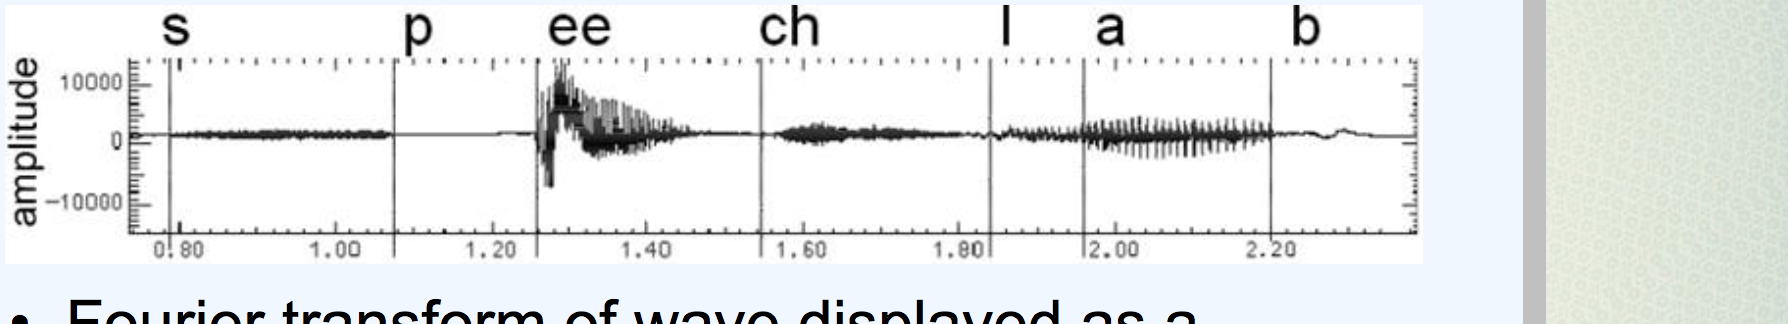 s p ee ch l a b
amplitude
10000
0
-10000
0.80 1.00 1.20 1.40 1.60 1.80 2.00 2.20
• Fourier transform of wave displayed as a